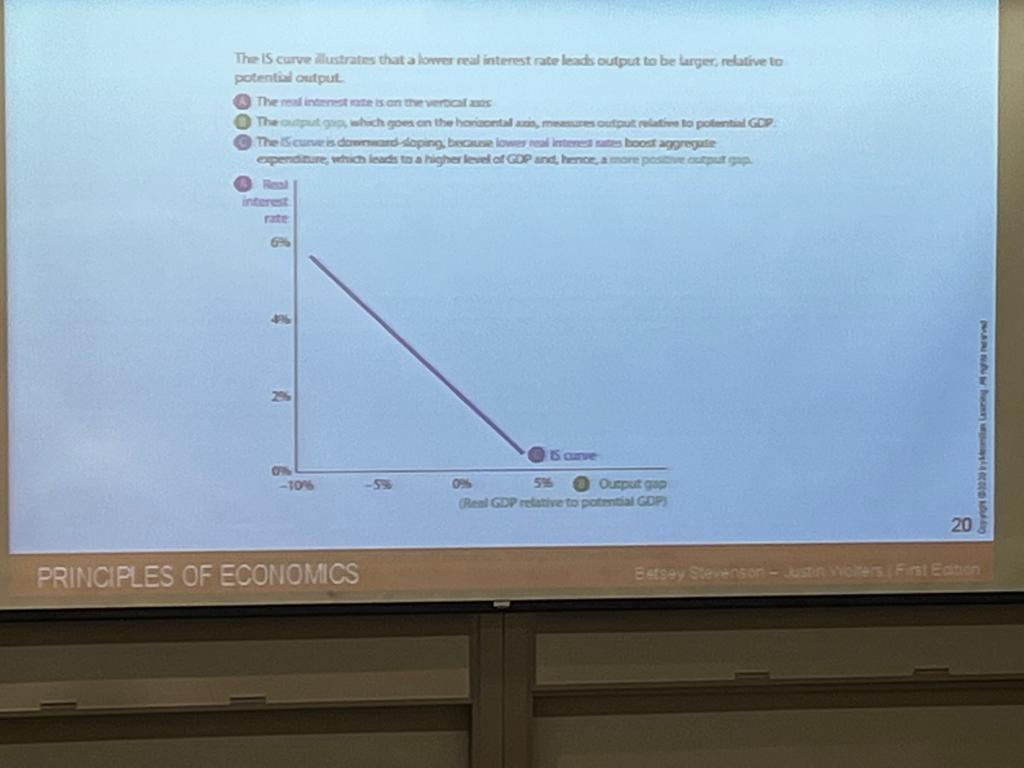 The IS curve illustrates that a lower real interest rate leads output to be larger, relative to
potential output.
A The real interest rate is on the vertical axis
B The output gap, which goes on the horizontal axis, measures output relative to potential GDP.
C The IS curve is downward-sloping, because lower real interest rates boost aggregate
expenditure, which leads to a higher level of GDP and, hence, a more positive output gap.
A Real
interest
rate
6%
4%
2%
0%
C IS curve
-10%
-5%
0%
5%
B Output gap
(Real GDP relative to potential GDP)
20
Copyright ©2020 by Macmillan Learning. All rights reserved
PRINCIPLES OF ECONOMICS
Betsey Stevenson – Justin Wolfers | First Edition